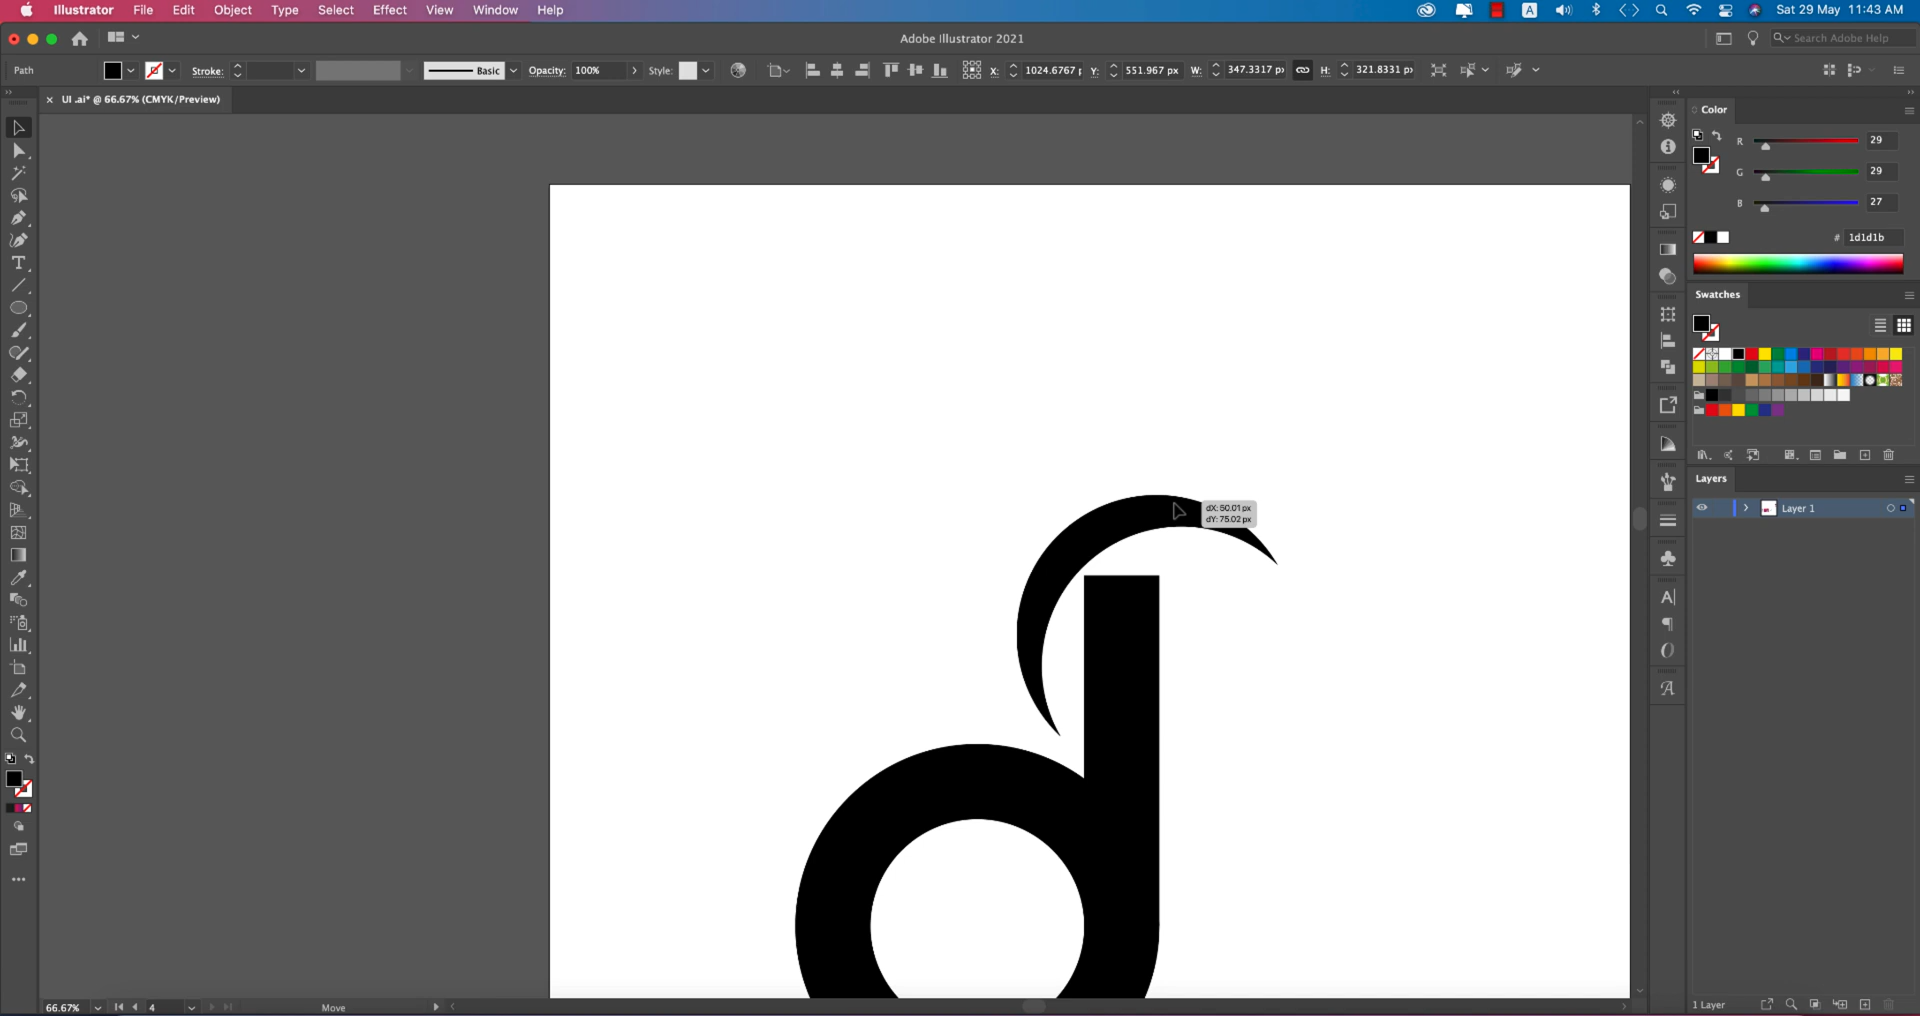 Illustrator File Edit Object Type Select Effect View Window Help A Sat 29 May 11:43 AM
Adobe Illustrator 2021 Search Adobe Help
Path Stroke: Basic Opacity: 100% Style: X: 1024.6767 Y: 551.967 px W: 347.3317 px H: 321.8331 px
× UI .ai* @ 66.67% (CMYK/Preview)
Color
R 29
G 29
B 27
# 1d1d1b
Swatches
Layers
Layer 1
dX: 50.01 px
dY: 75.02 px
66.67% 4 Move
1 Layer